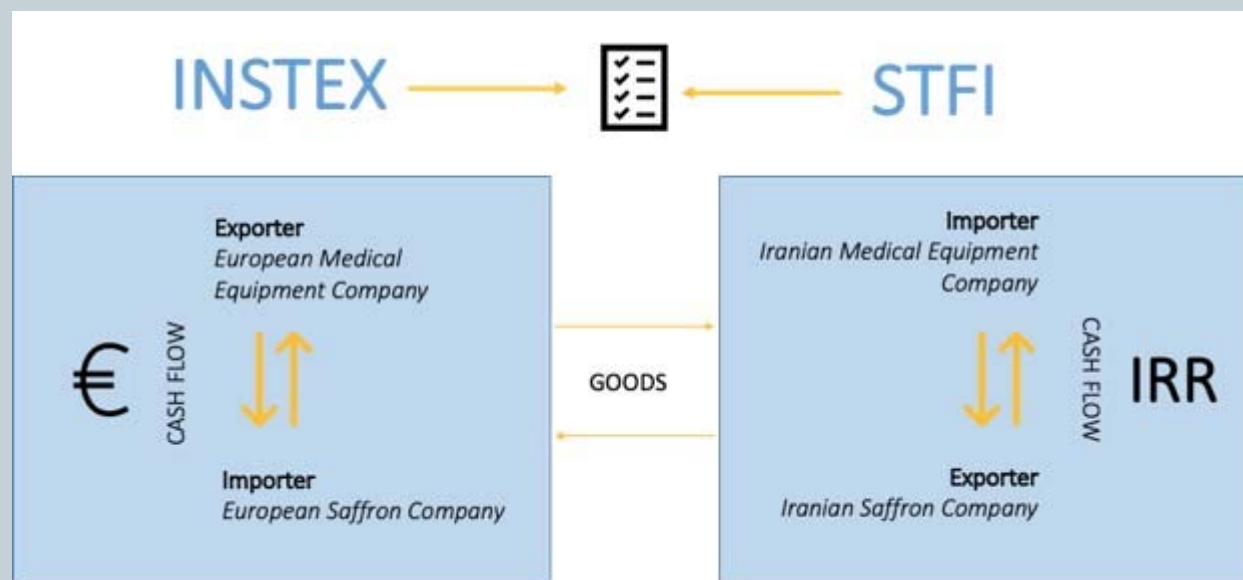 INSTEX
STFI
Exporter
European Medical
Equipment Company
€
CASH FLOW
Importer
European Saffron Company
GOODS
Importer
Iranian Medical Equipment
Company
CASH FLOW
IRR
Exporter
Iranian Saffron Company